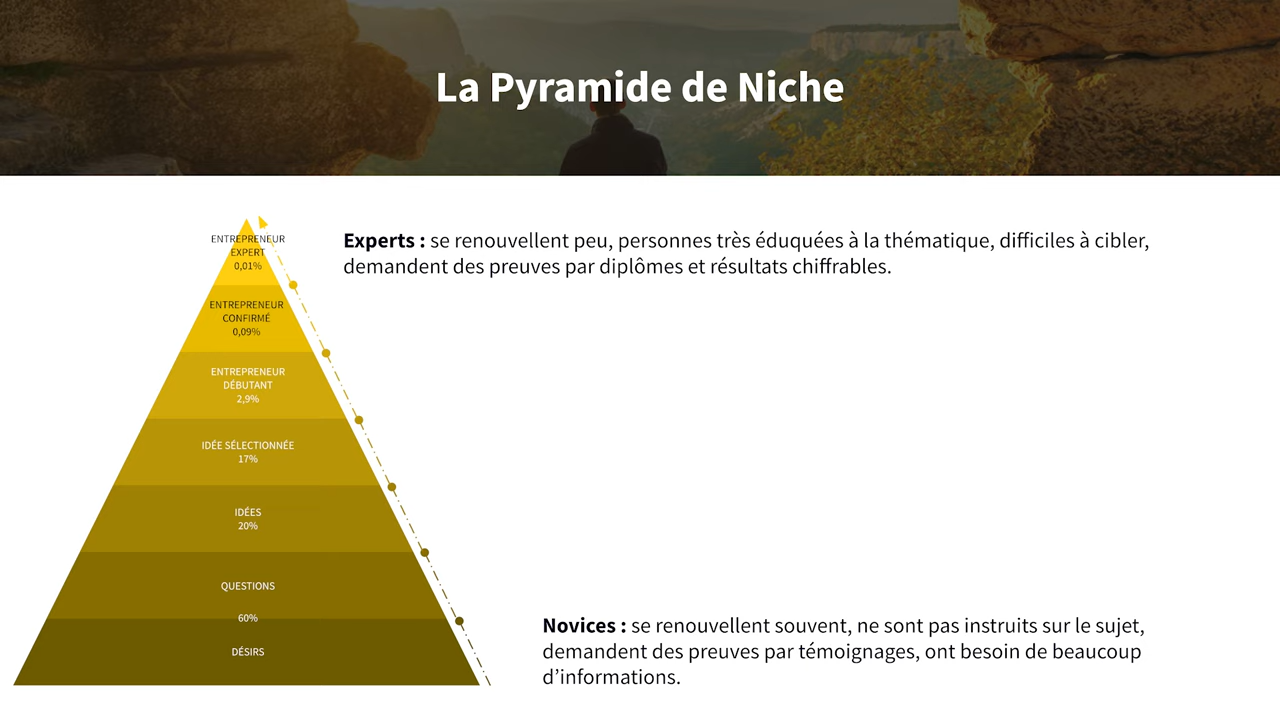 La Pyramide de Niche
ENTREPRENEUR
EXPERT
0,01%
Experts : se renouvellent peu, personnes très éduquées à la thématique, difficiles à cibler,
demandent des preuves par diplômes et résultats chiffrables.
ENTREPRENEUR
CONFIRMÉ
0,09%
ENTREPRENEUR
DÉBUTANT
2,9%
IDÉE SÉLECTIONNÉE
17%
IDÉES
20%
QUESTIONS
60%
DÉSIRS
Novices : se renouvellent souvent, ne sont pas instruits sur le sujet,
demandent des preuves par témoignages, ont besoin de beaucoup
d’informations.